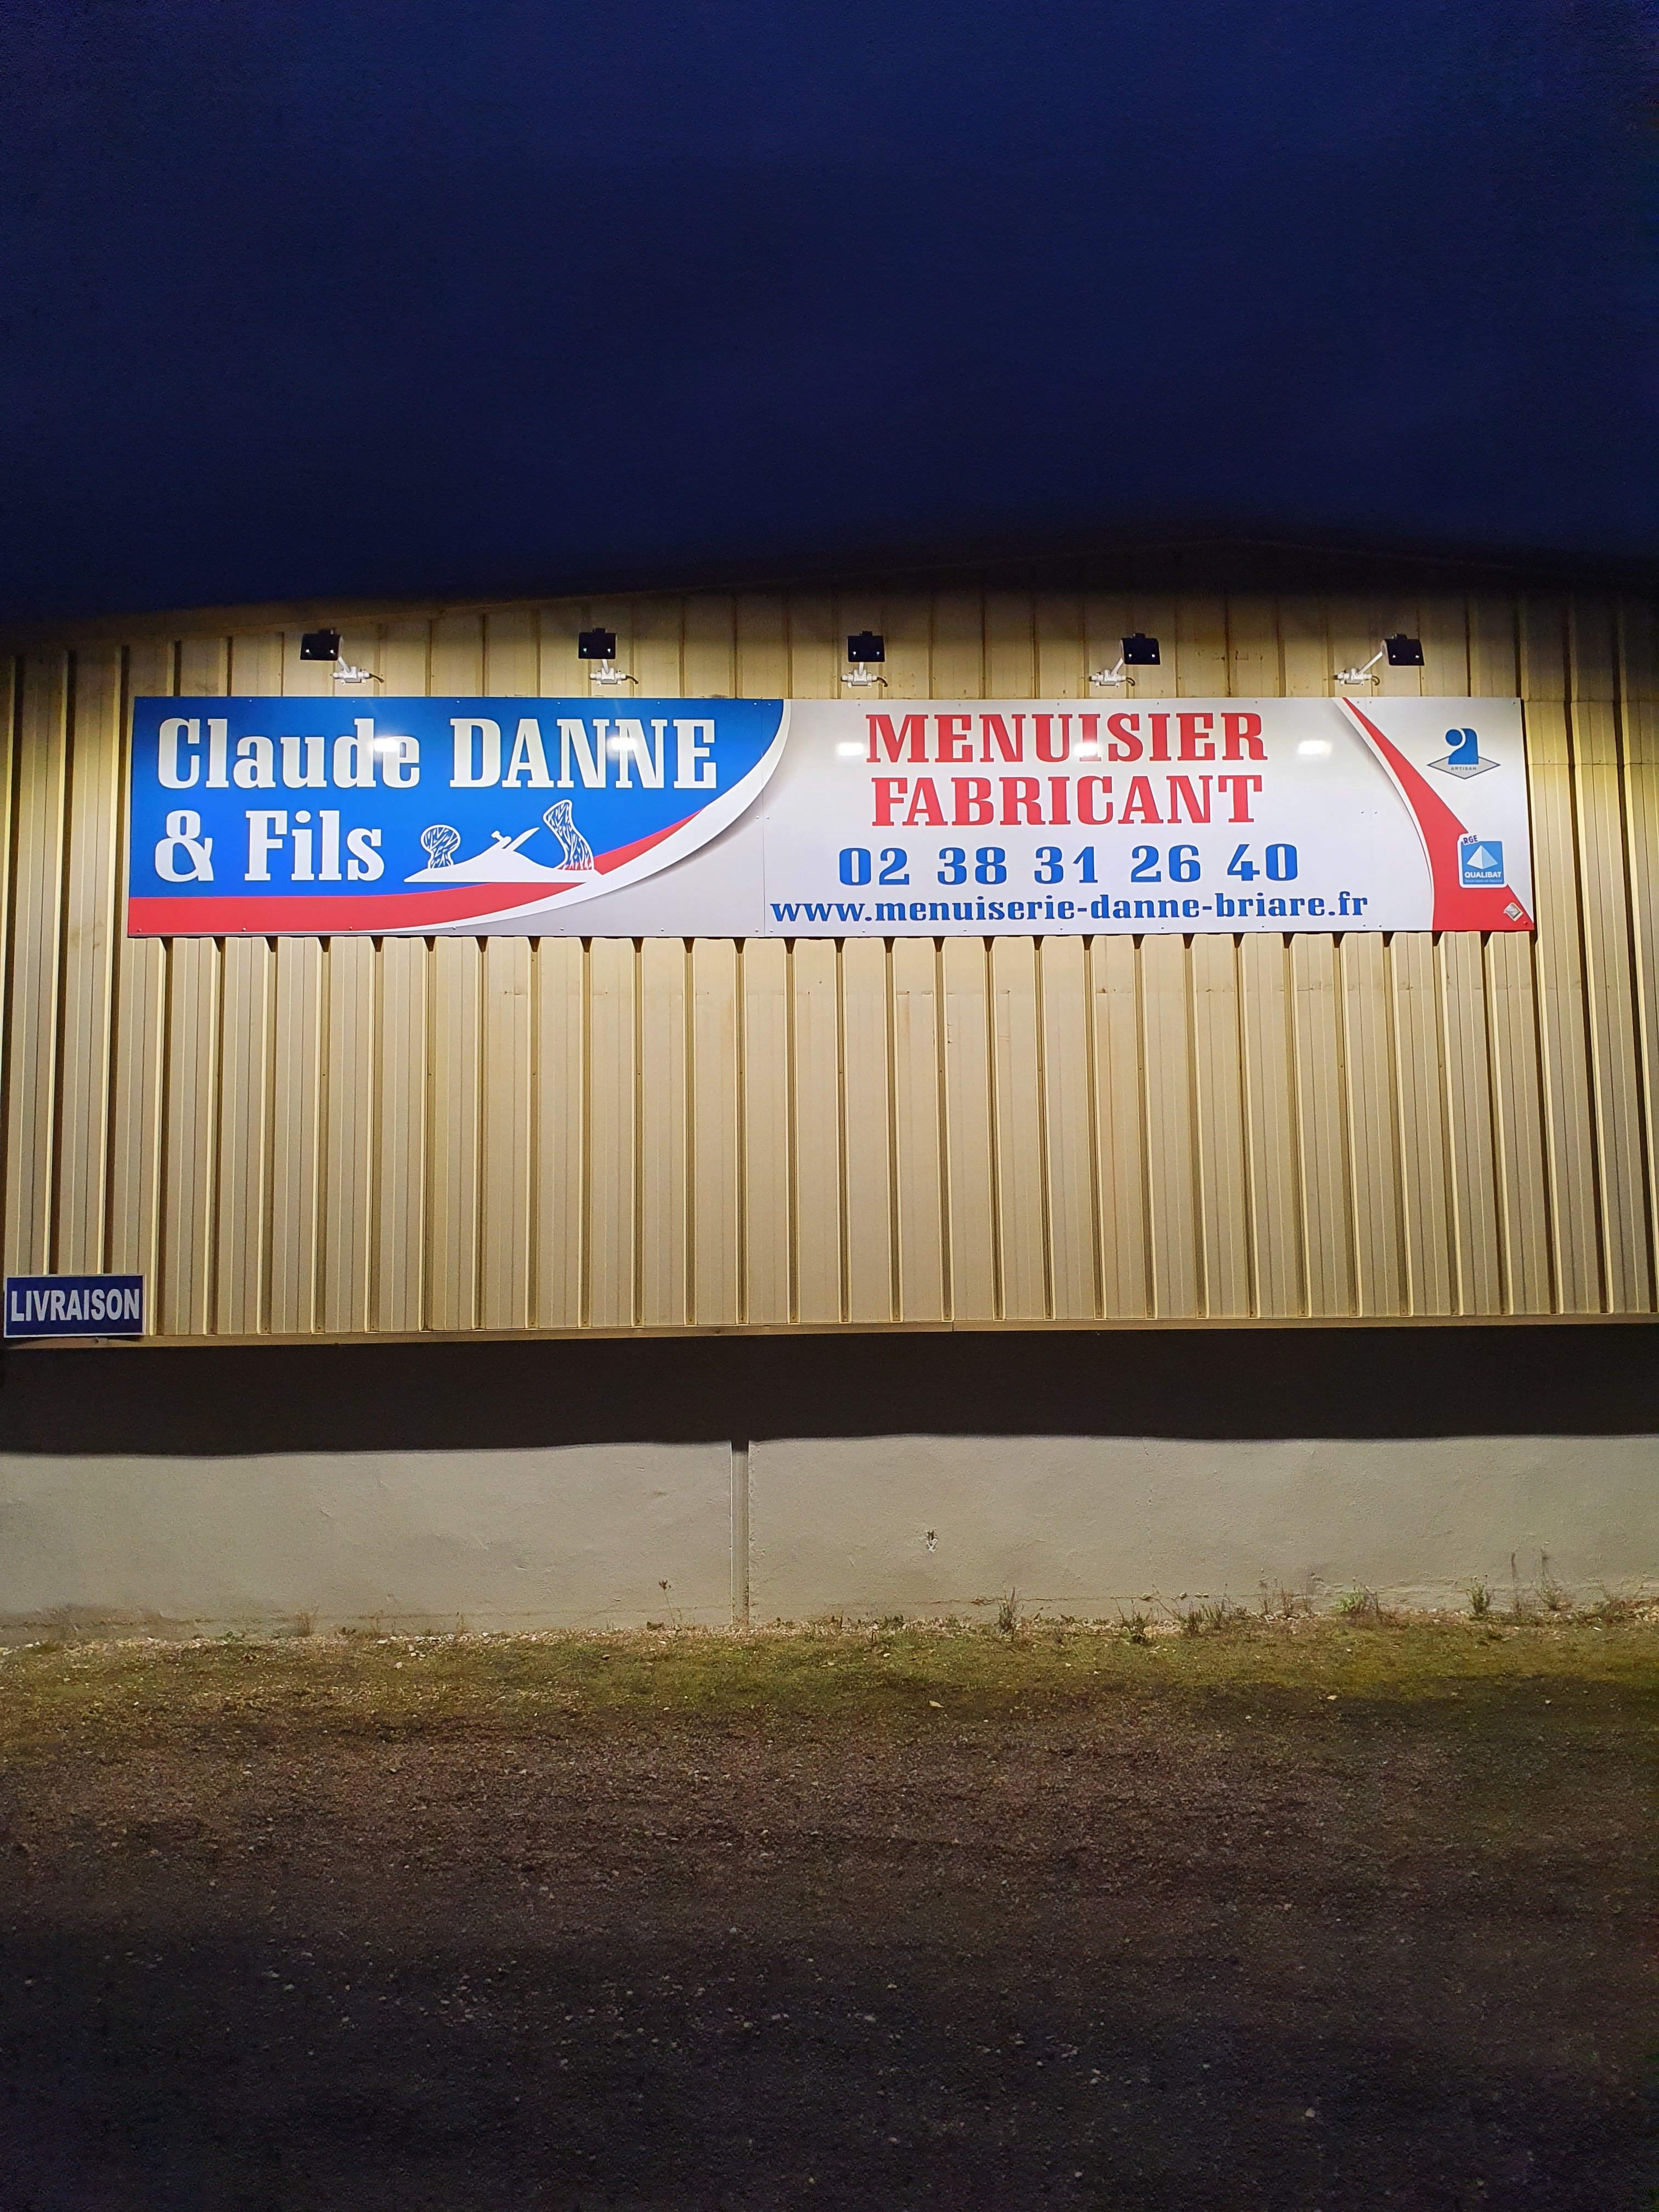 Claude DANNE
& Fils
MENUISIER
FABRICANT
02 38 31 26 40
www.menuiserie-danne-briare.fr
ARTISAN
RGE
QUALIBAT
LIVRAISON